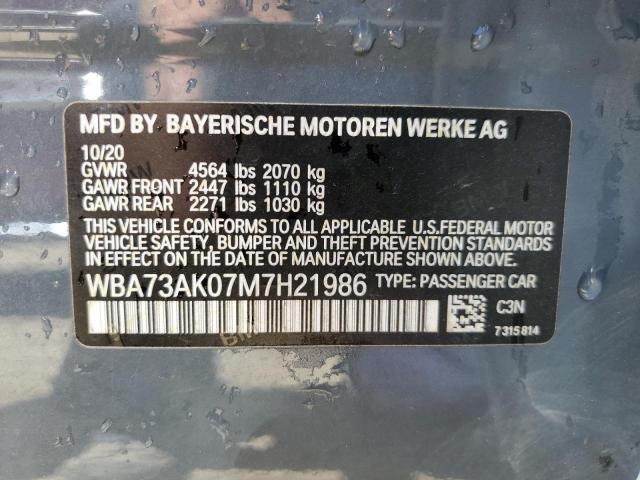 MFD BY BAYERISCHE MOTOREN WERKE AG
10/20
GVWR 4564 lbs 2070 kg
GAWR FRONT 2447 lbs 1110 kg
GAWR REAR 2271 lbs 1030 kg
THIS VEHICLE CONFORMS TO ALL APPLICABLE U.S.FEDERAL MOTOR
VEHICLE SAFETY, BUMPER AND THEFT PREVENTION STANDARDS
IN EFFECT ON THE DATE OF MANUFACTURE SHOWN ABOVE.
WBA73AK07M7H21986 TYPE: PASSENGER CAR
C3N
7315814